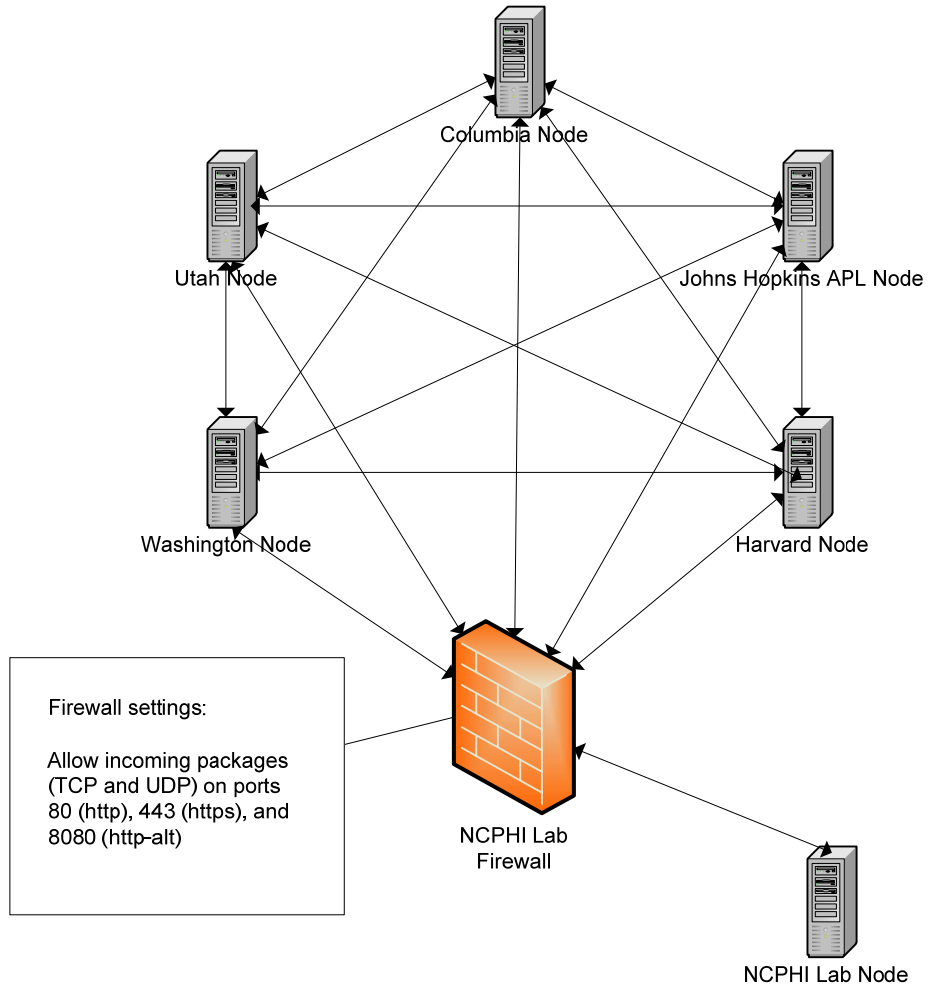 Columbia Node
Utah Node
Johns Hopkins APL Node
Washington Node
Harvard Node
Firewall settings:
Allow incoming packages
(TCP and UDP) on ports
80 (http), 443 (https), and
8080 (http-alt)
NCPHI Lab
Firewall
NCPHI Lab Node